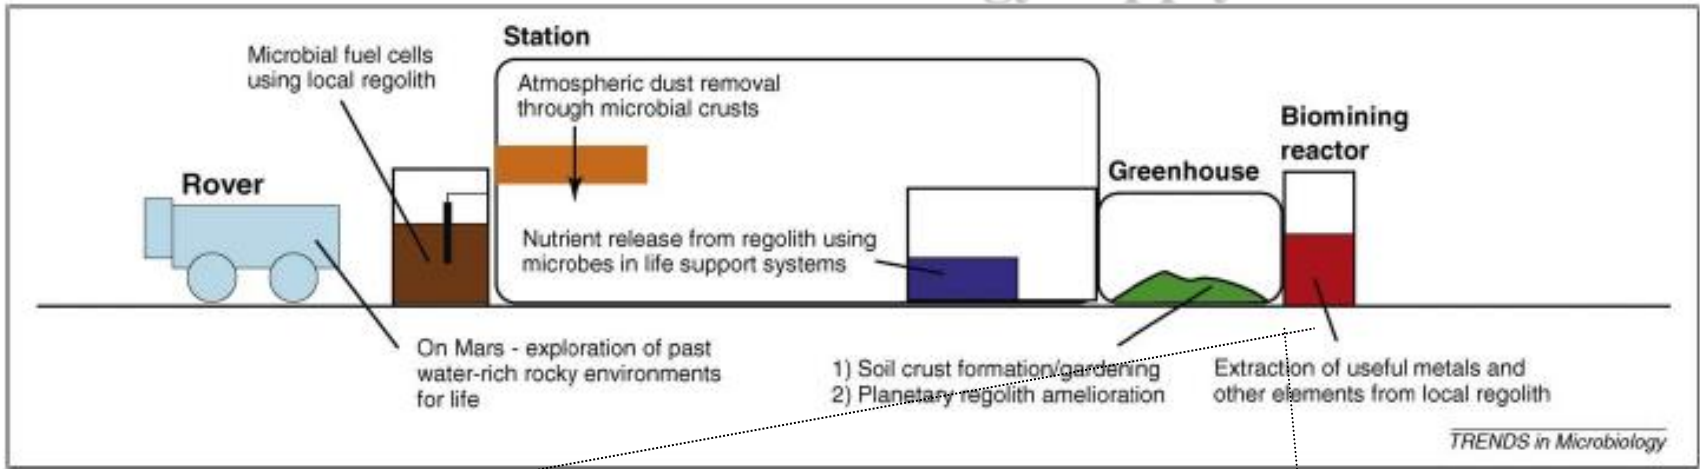 Station
Microbial fuel cells
using local regolith
Atmospheric dust removal
through microbial crusts
Biomining
reactor
Greenhouse
Rover
Nutrient release from regolith using
microbes in life support systems
On Mars - exploration of past
water-rich rocky environments
for life
1) Soil crust formation/gardening
2) Planetary regolith amelioration
Extraction of useful metals and
other elements from local regolith
TRENDS in Microbiology